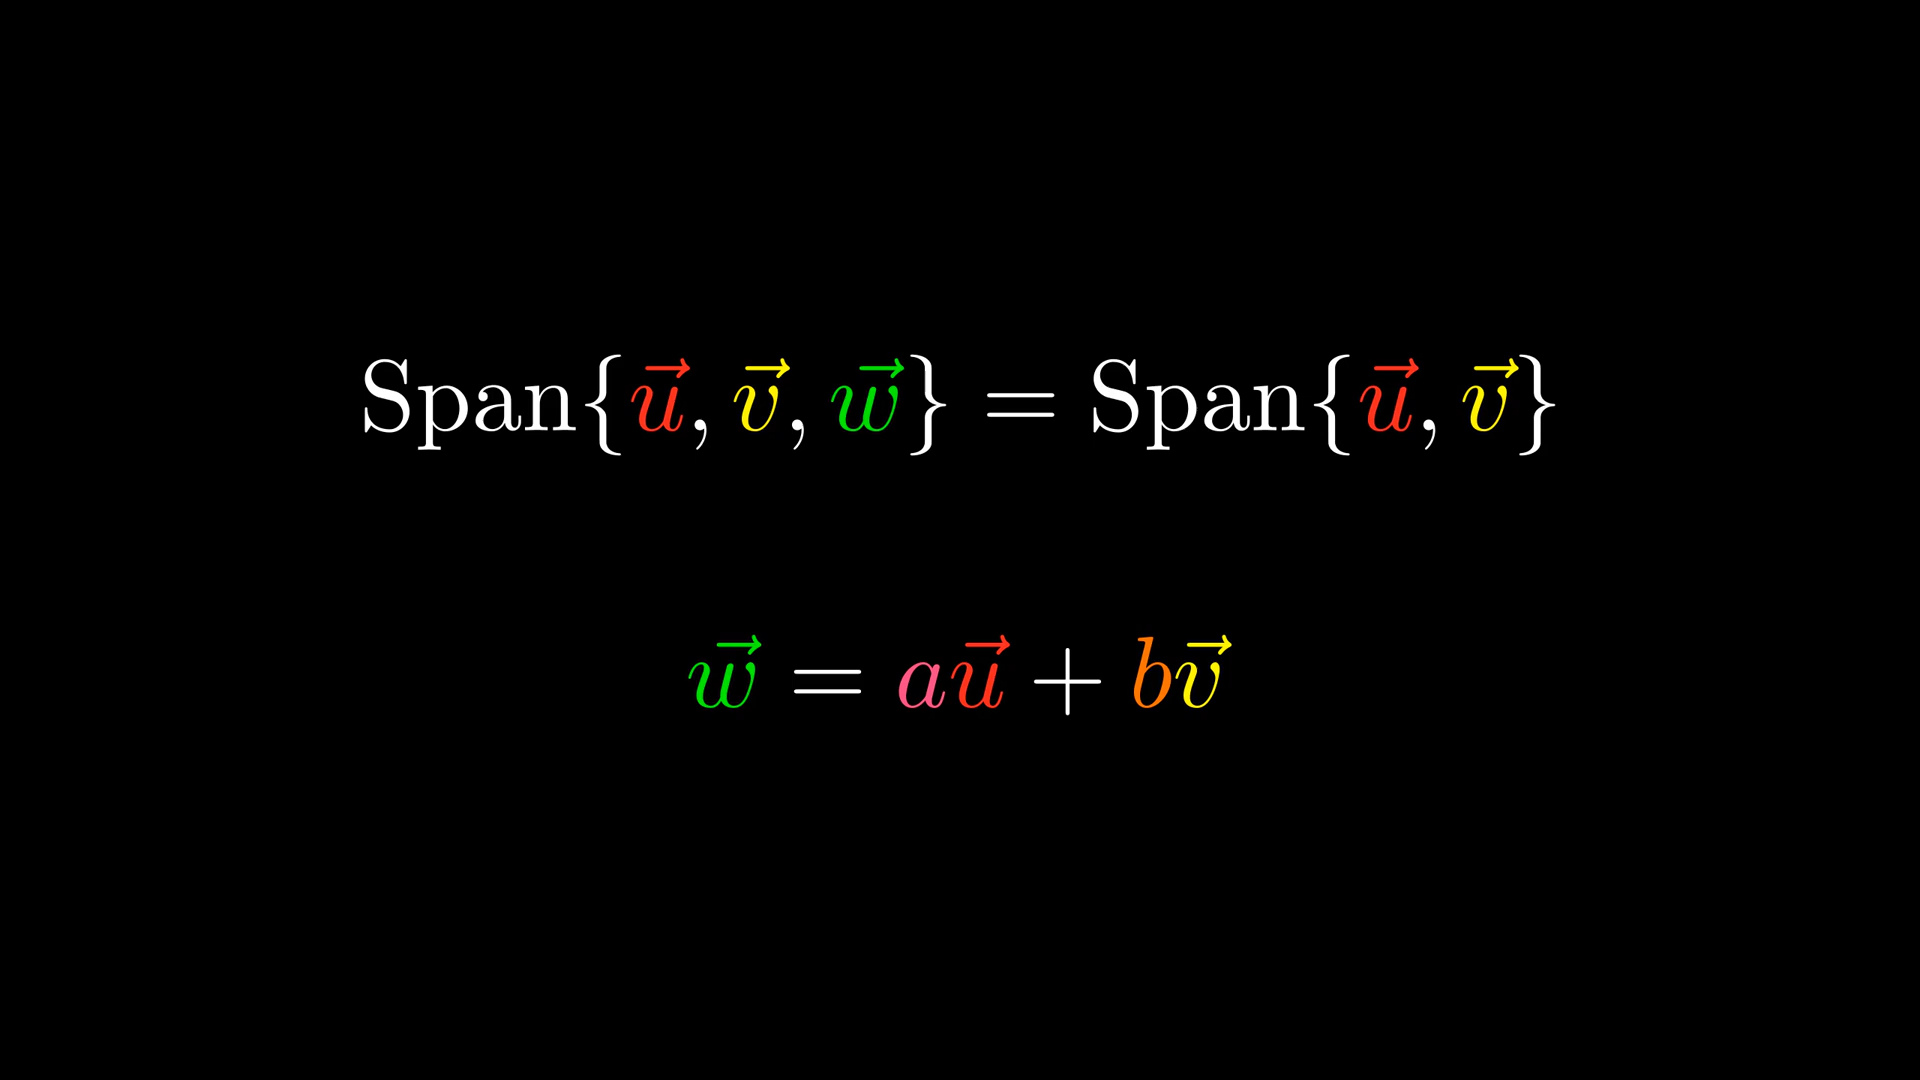 Span{u⃗, v⃗, w⃗} = Span{u⃗, v⃗}
w⃗ = au⃗ + bv⃗